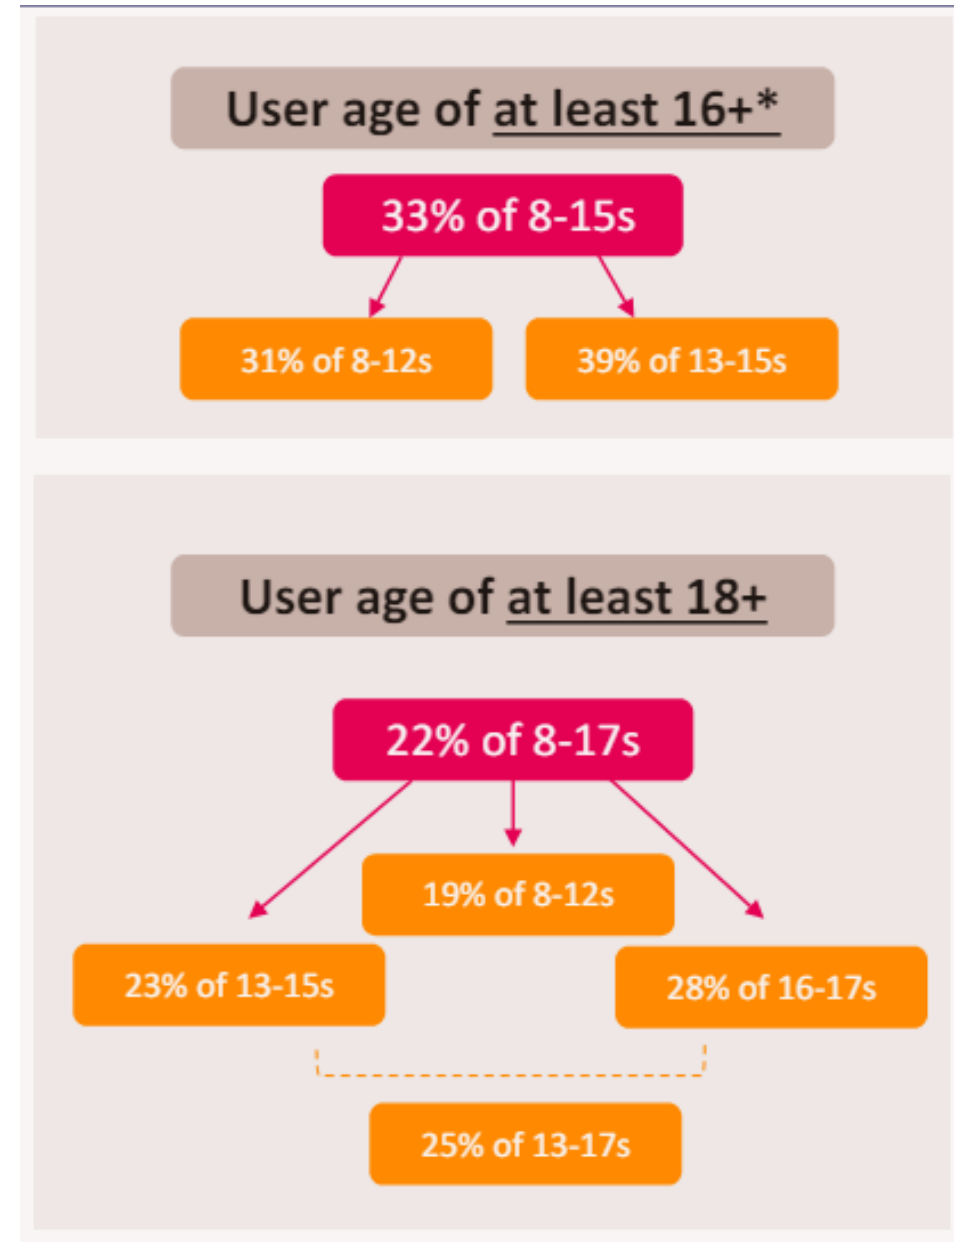 User age of at least 16+*
33% of 8-15s
31% of 8-12s
39% of 13-15s
User age of at least 18+
22% of 8-17s
19% of 8-12s
23% of 13-15s
28% of 16-17s
25% of 13-17s